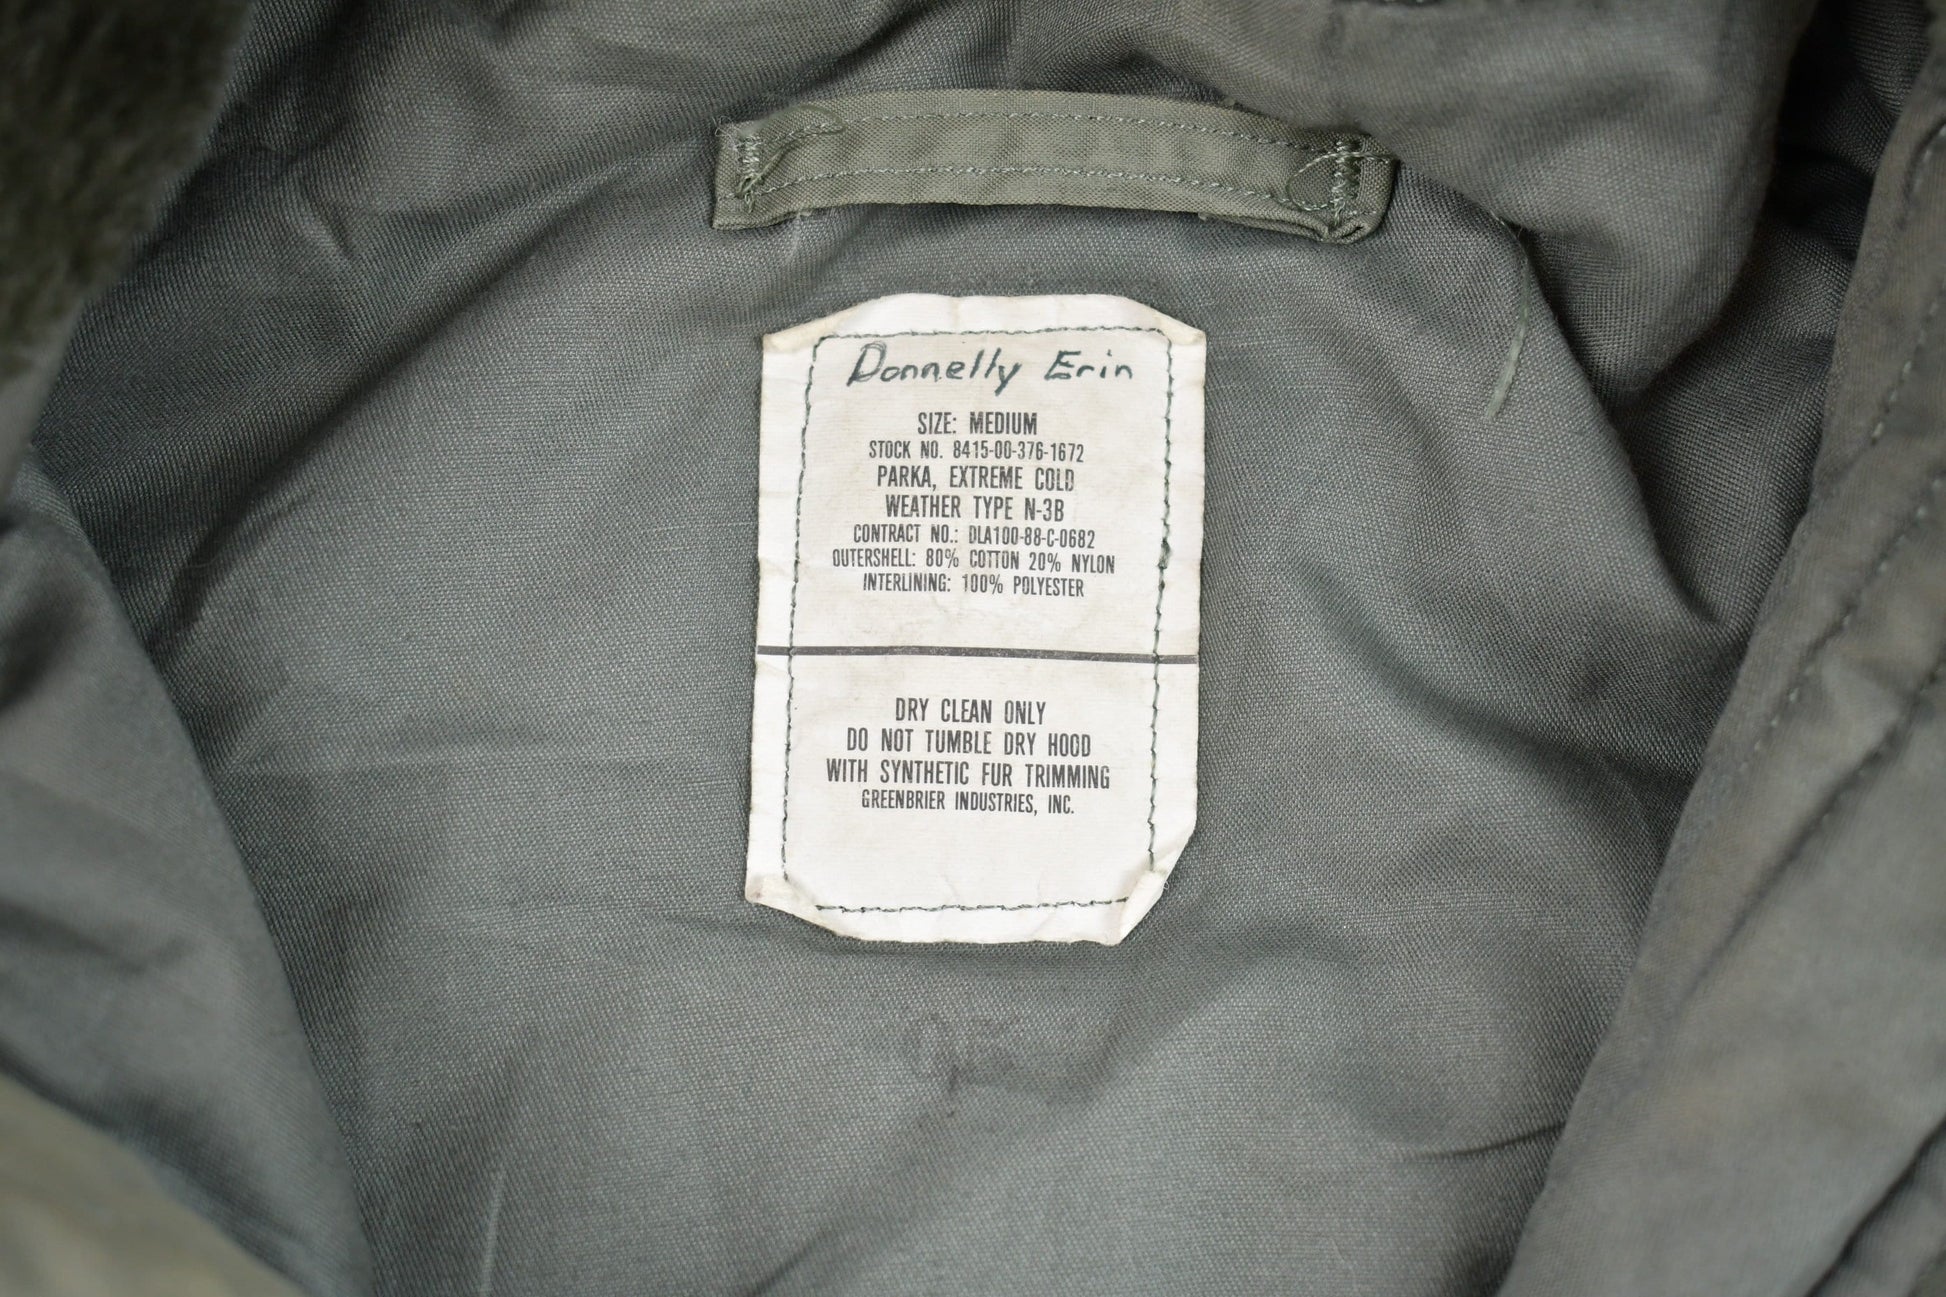 Donnelly Erin
SIZE: MEDIUM
STOCK NO. 8415-00-376-1672
PARKA, EXTREME COLD
WEATHER TYPE N-3B
CONTRACT NO.: DLA100-88-C-0682
OUTERSHELL: 80% COTTON 20% NYLON
INTERLINING: 100% POLYESTER
DRY CLEAN ONLY
DO NOT TUMBLE DRY HOOD
WITH SYNTHETIC FUR TRIMMING
GREENBRIER INDUSTRIES, INC.